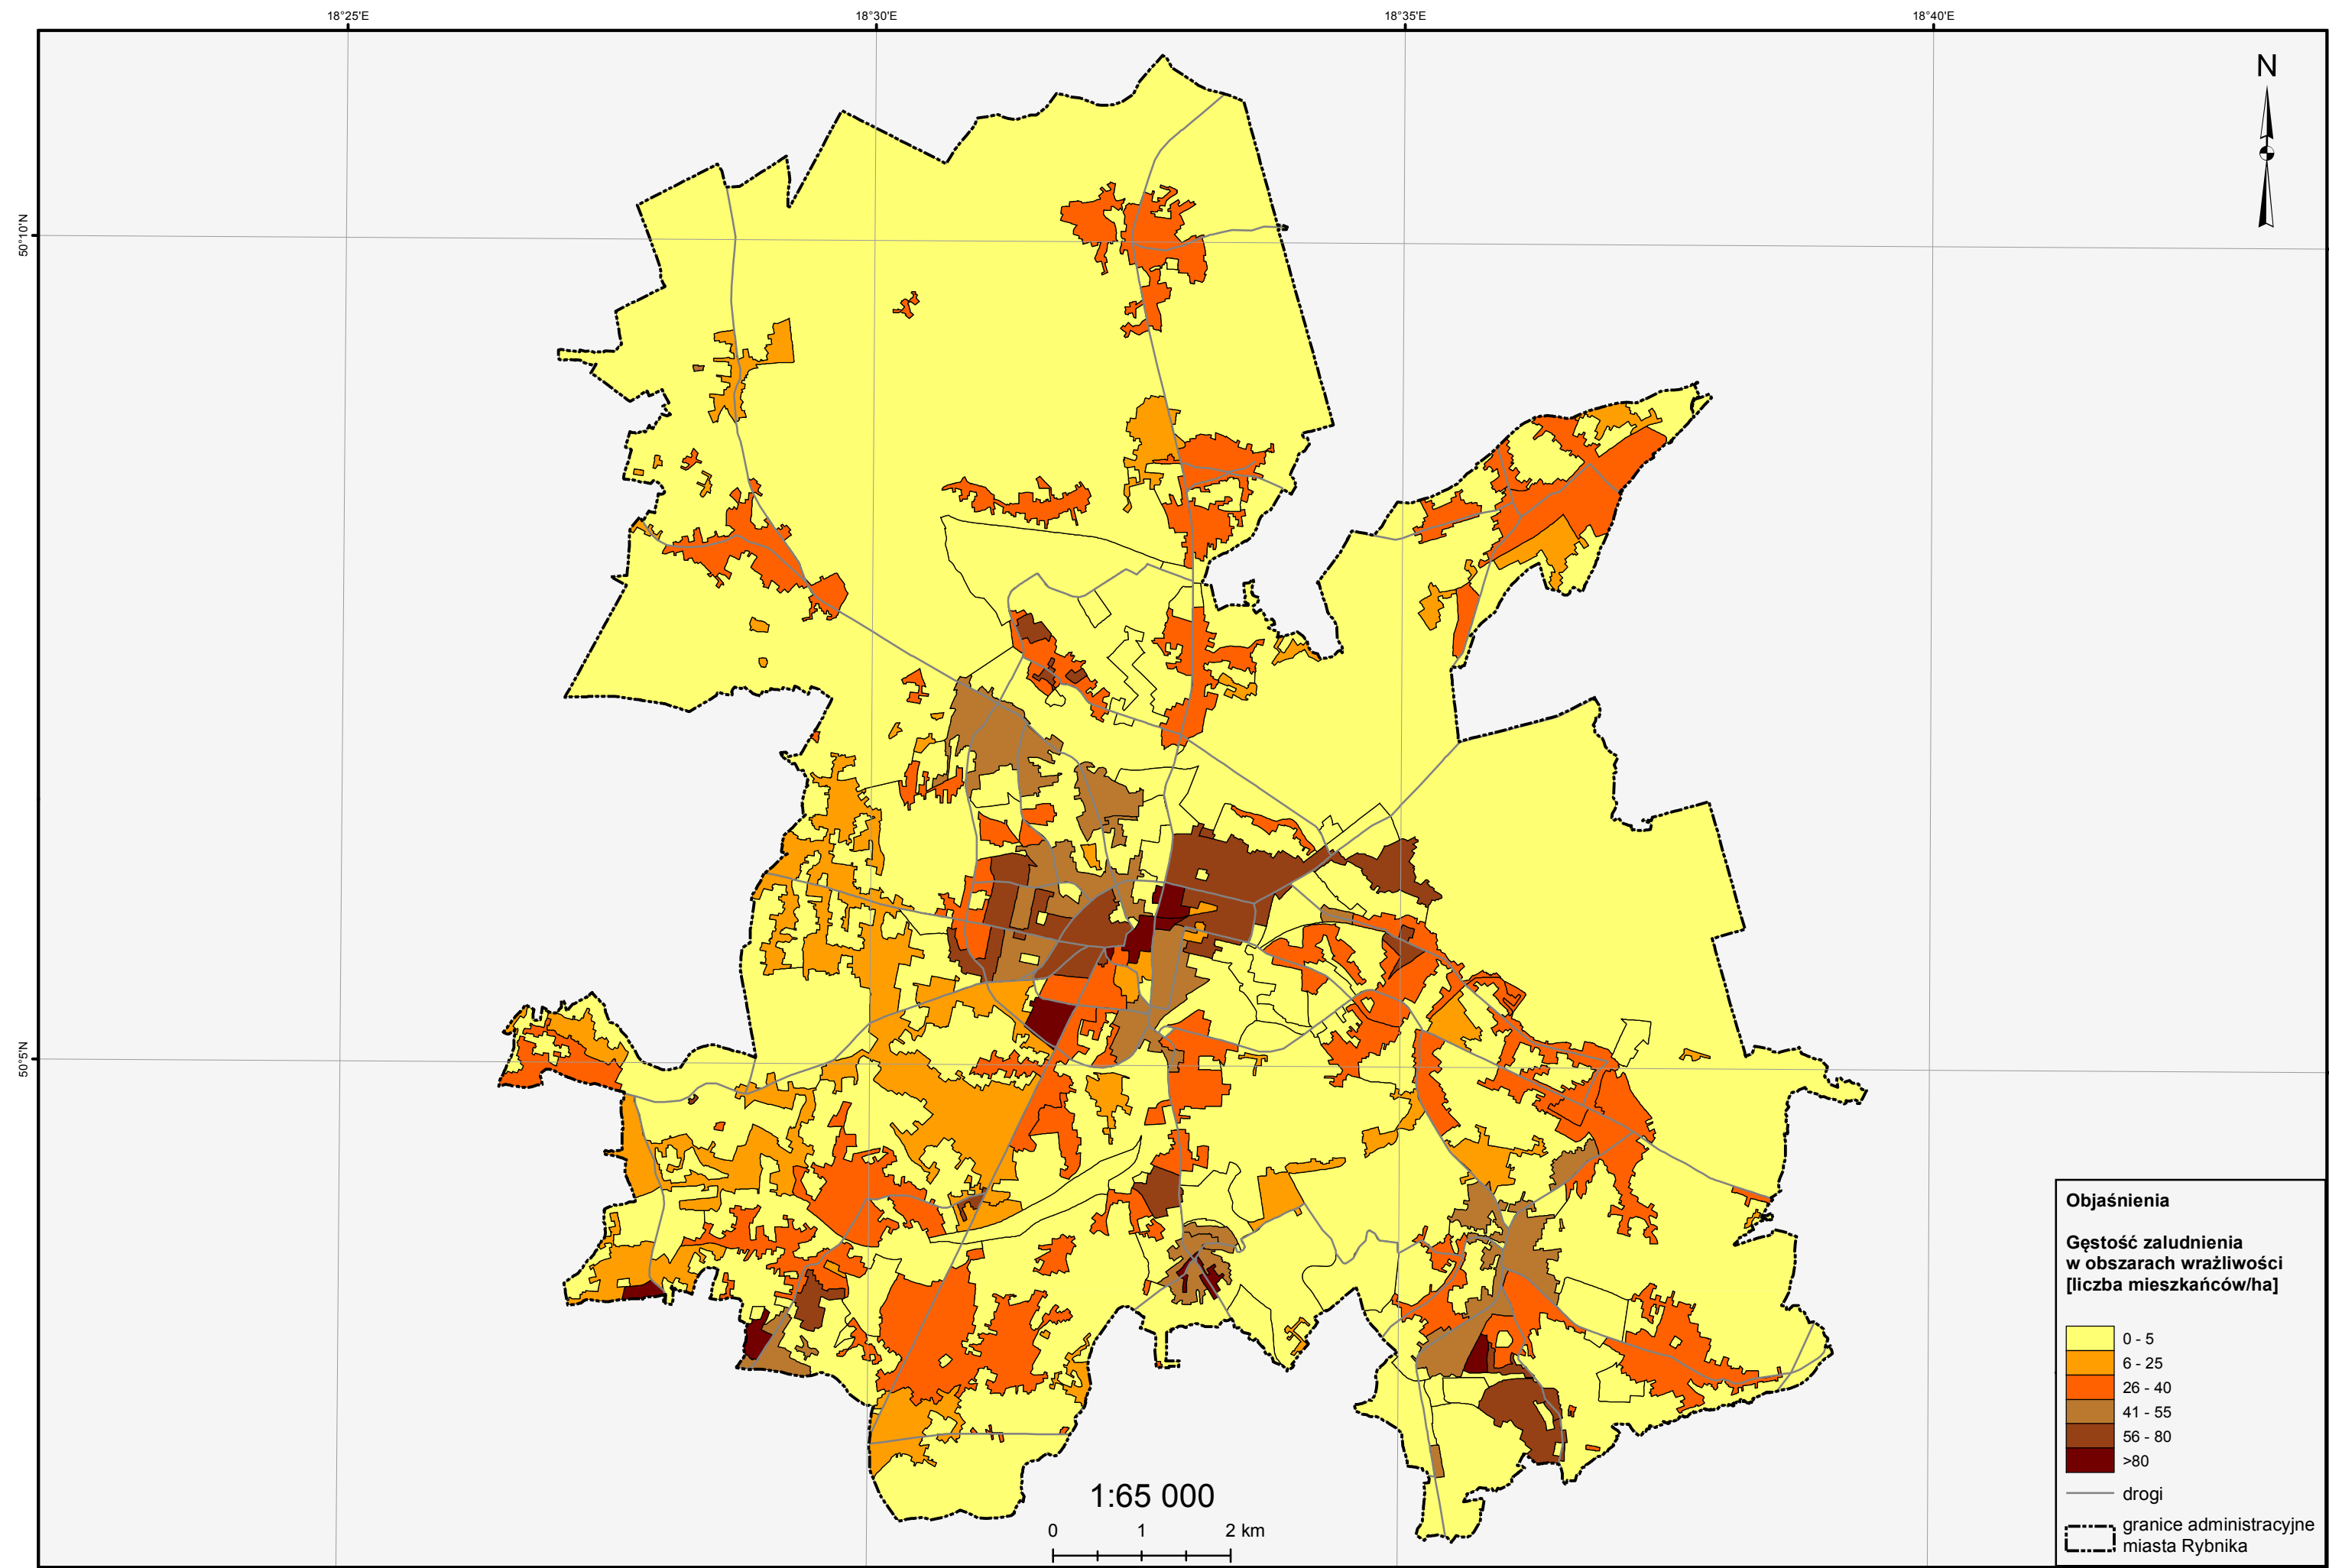 18°25'E
18°30'E
18°35'E
18°40'E
N
50°10'N
50°5'N
Objaśnienia
Gęstość zaludnienia
w obszarach wrażliwości
[liczba mieszkańców/ha]
0 - 5
6 - 25
26 - 40
41 - 55
56 - 80
>80
drogi
granice administracyjne
miasta Rybnika
1:65 000
0 1 2 km